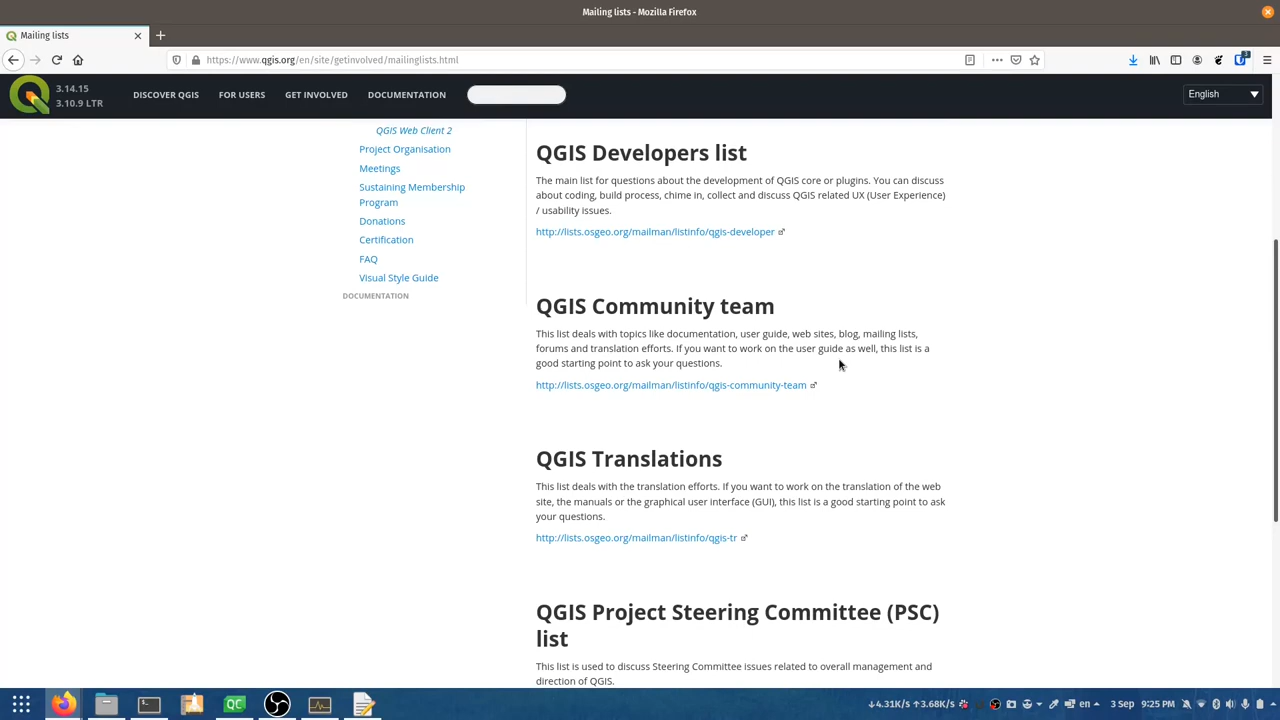 Mailing lists - Mozilla Firefox
Mailing lists
https://www.qgis.org/en/site/getinvolved/mailinglists.html
3.14.15
3.10.9 LTR
DISCOVER QGIS
FOR USERS
GET INVOLVED
DOCUMENTATION
English
QGIS Web Client 2
Project Organisation
Meetings
Sustaining Membership
Program
Donations
Certification
FAQ
Visual Style Guide
DOCUMENTATION
QGIS Developers list
The main list for questions about the development of QGIS core or plugins. You can discuss
about coding, build process, chime in, collect and discuss QGIS related UX (User Experience)
/ usability issues.
http://lists.osgeo.org/mailman/listinfo/qgis-developer
QGIS Community team
This list deals with topics like documentation, user guide, web sites, blog, mailing lists,
forums and translation efforts. If you want to work on the user guide as well, this list is a
good starting point to ask your questions.
http://lists.osgeo.org/mailman/listinfo/qgis-community-team
QGIS Translations
This list deals with the translation efforts. If you want to work on the translation of the web
site, the manuals or the graphical user interface (GUI), this list is a good starting point to ask
your questions.
http://lists.osgeo.org/mailman/listinfo/qgis-tr
QGIS Project Steering Committee (PSC)
list
This list is used to discuss Steering Committee issues related to overall management and
direction of QGIS.
QC
↓4.31K/s ↑3.68K/s
en
3 Sep
9:25 PM